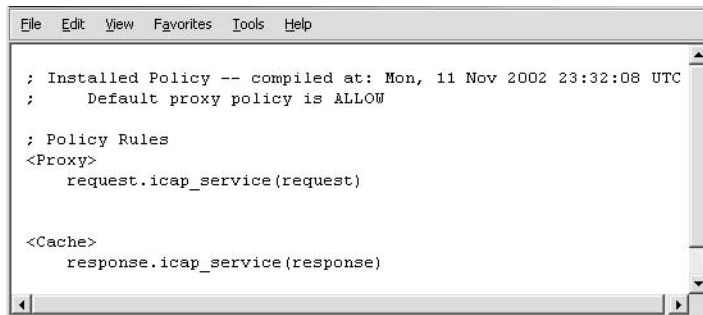 File Edit View Favorites Tools Help
; Installed Policy -- compiled at: Mon, 11 Nov 2002 23:32:08 UTC
;     Default proxy policy is ALLOW
; Policy Rules
<Proxy>
    request.icap_service(request)
<Cache>
    response.icap_service(response)